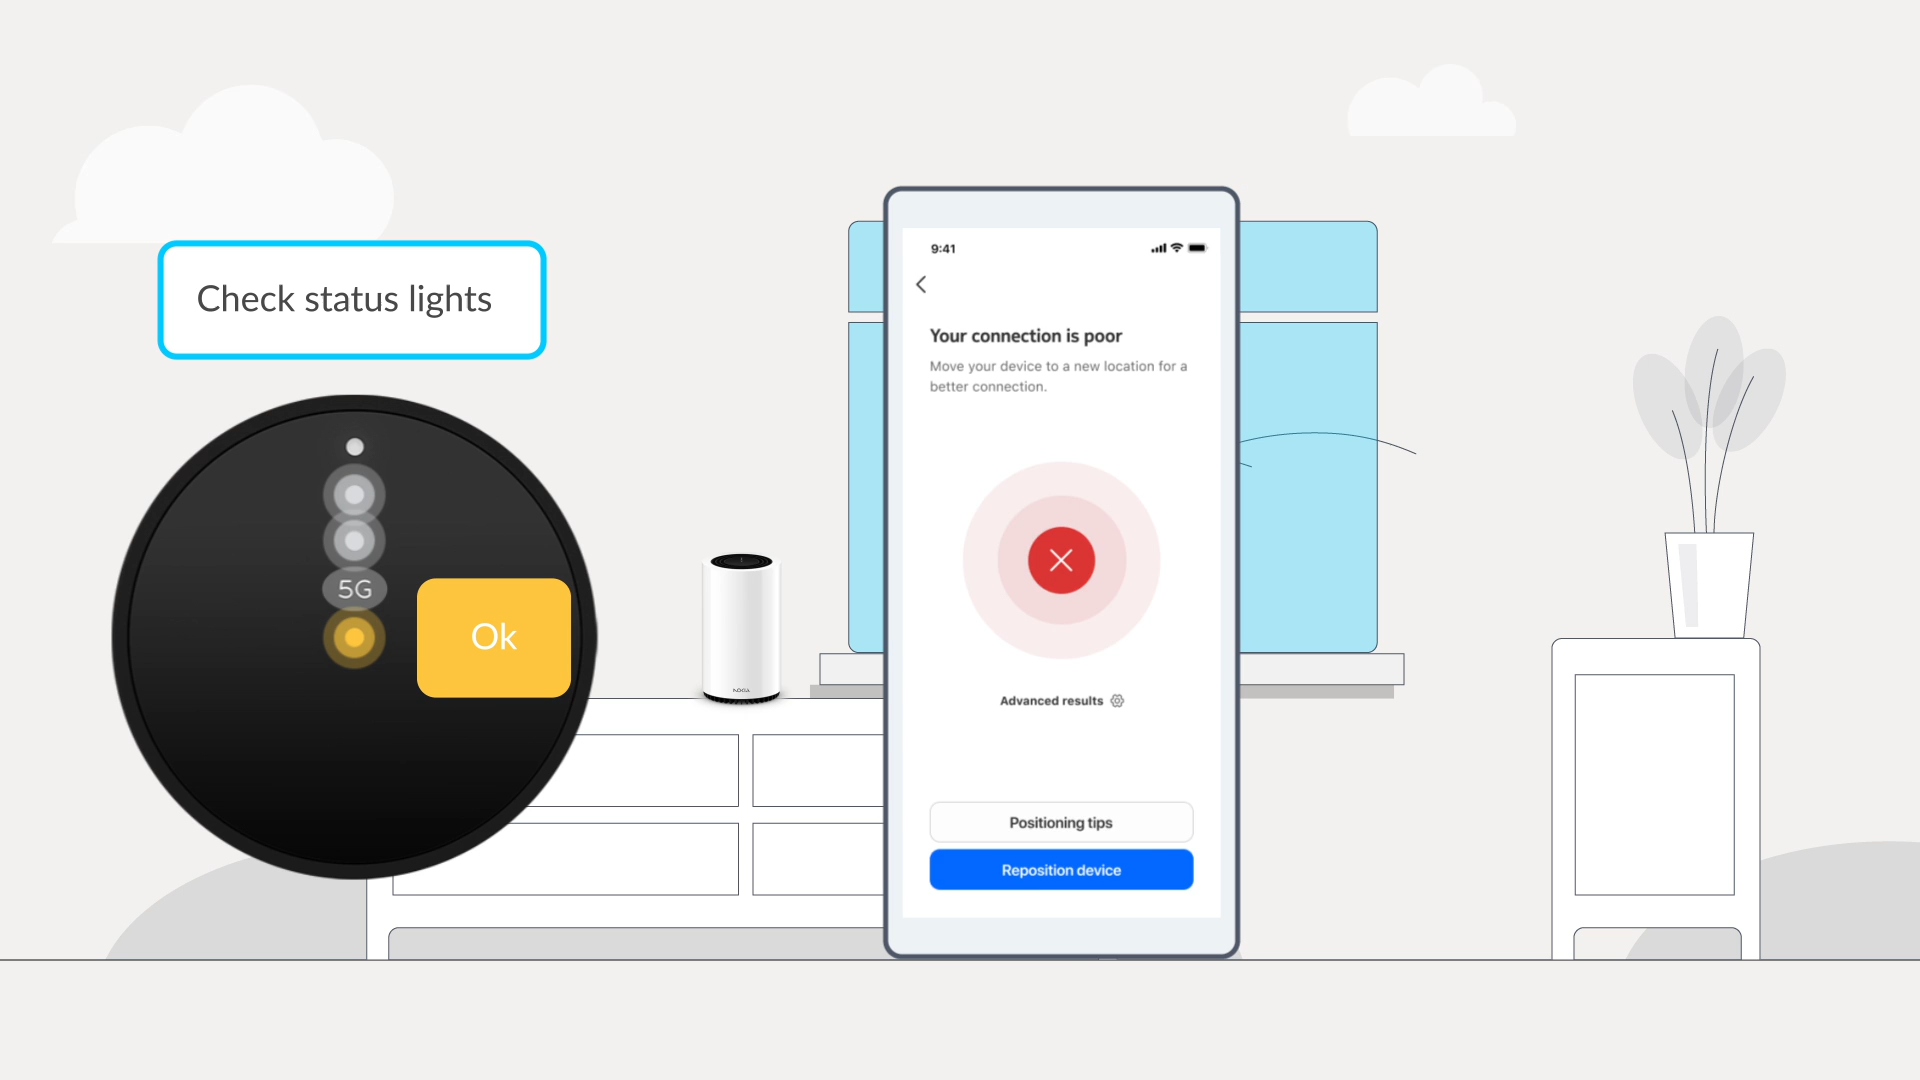 Check status lights
5G
Ok
NOKIA
9:41
Your connection is poor
Move your device to a new location for a
better connection.
Advanced results
Positioning tips
Reposition device